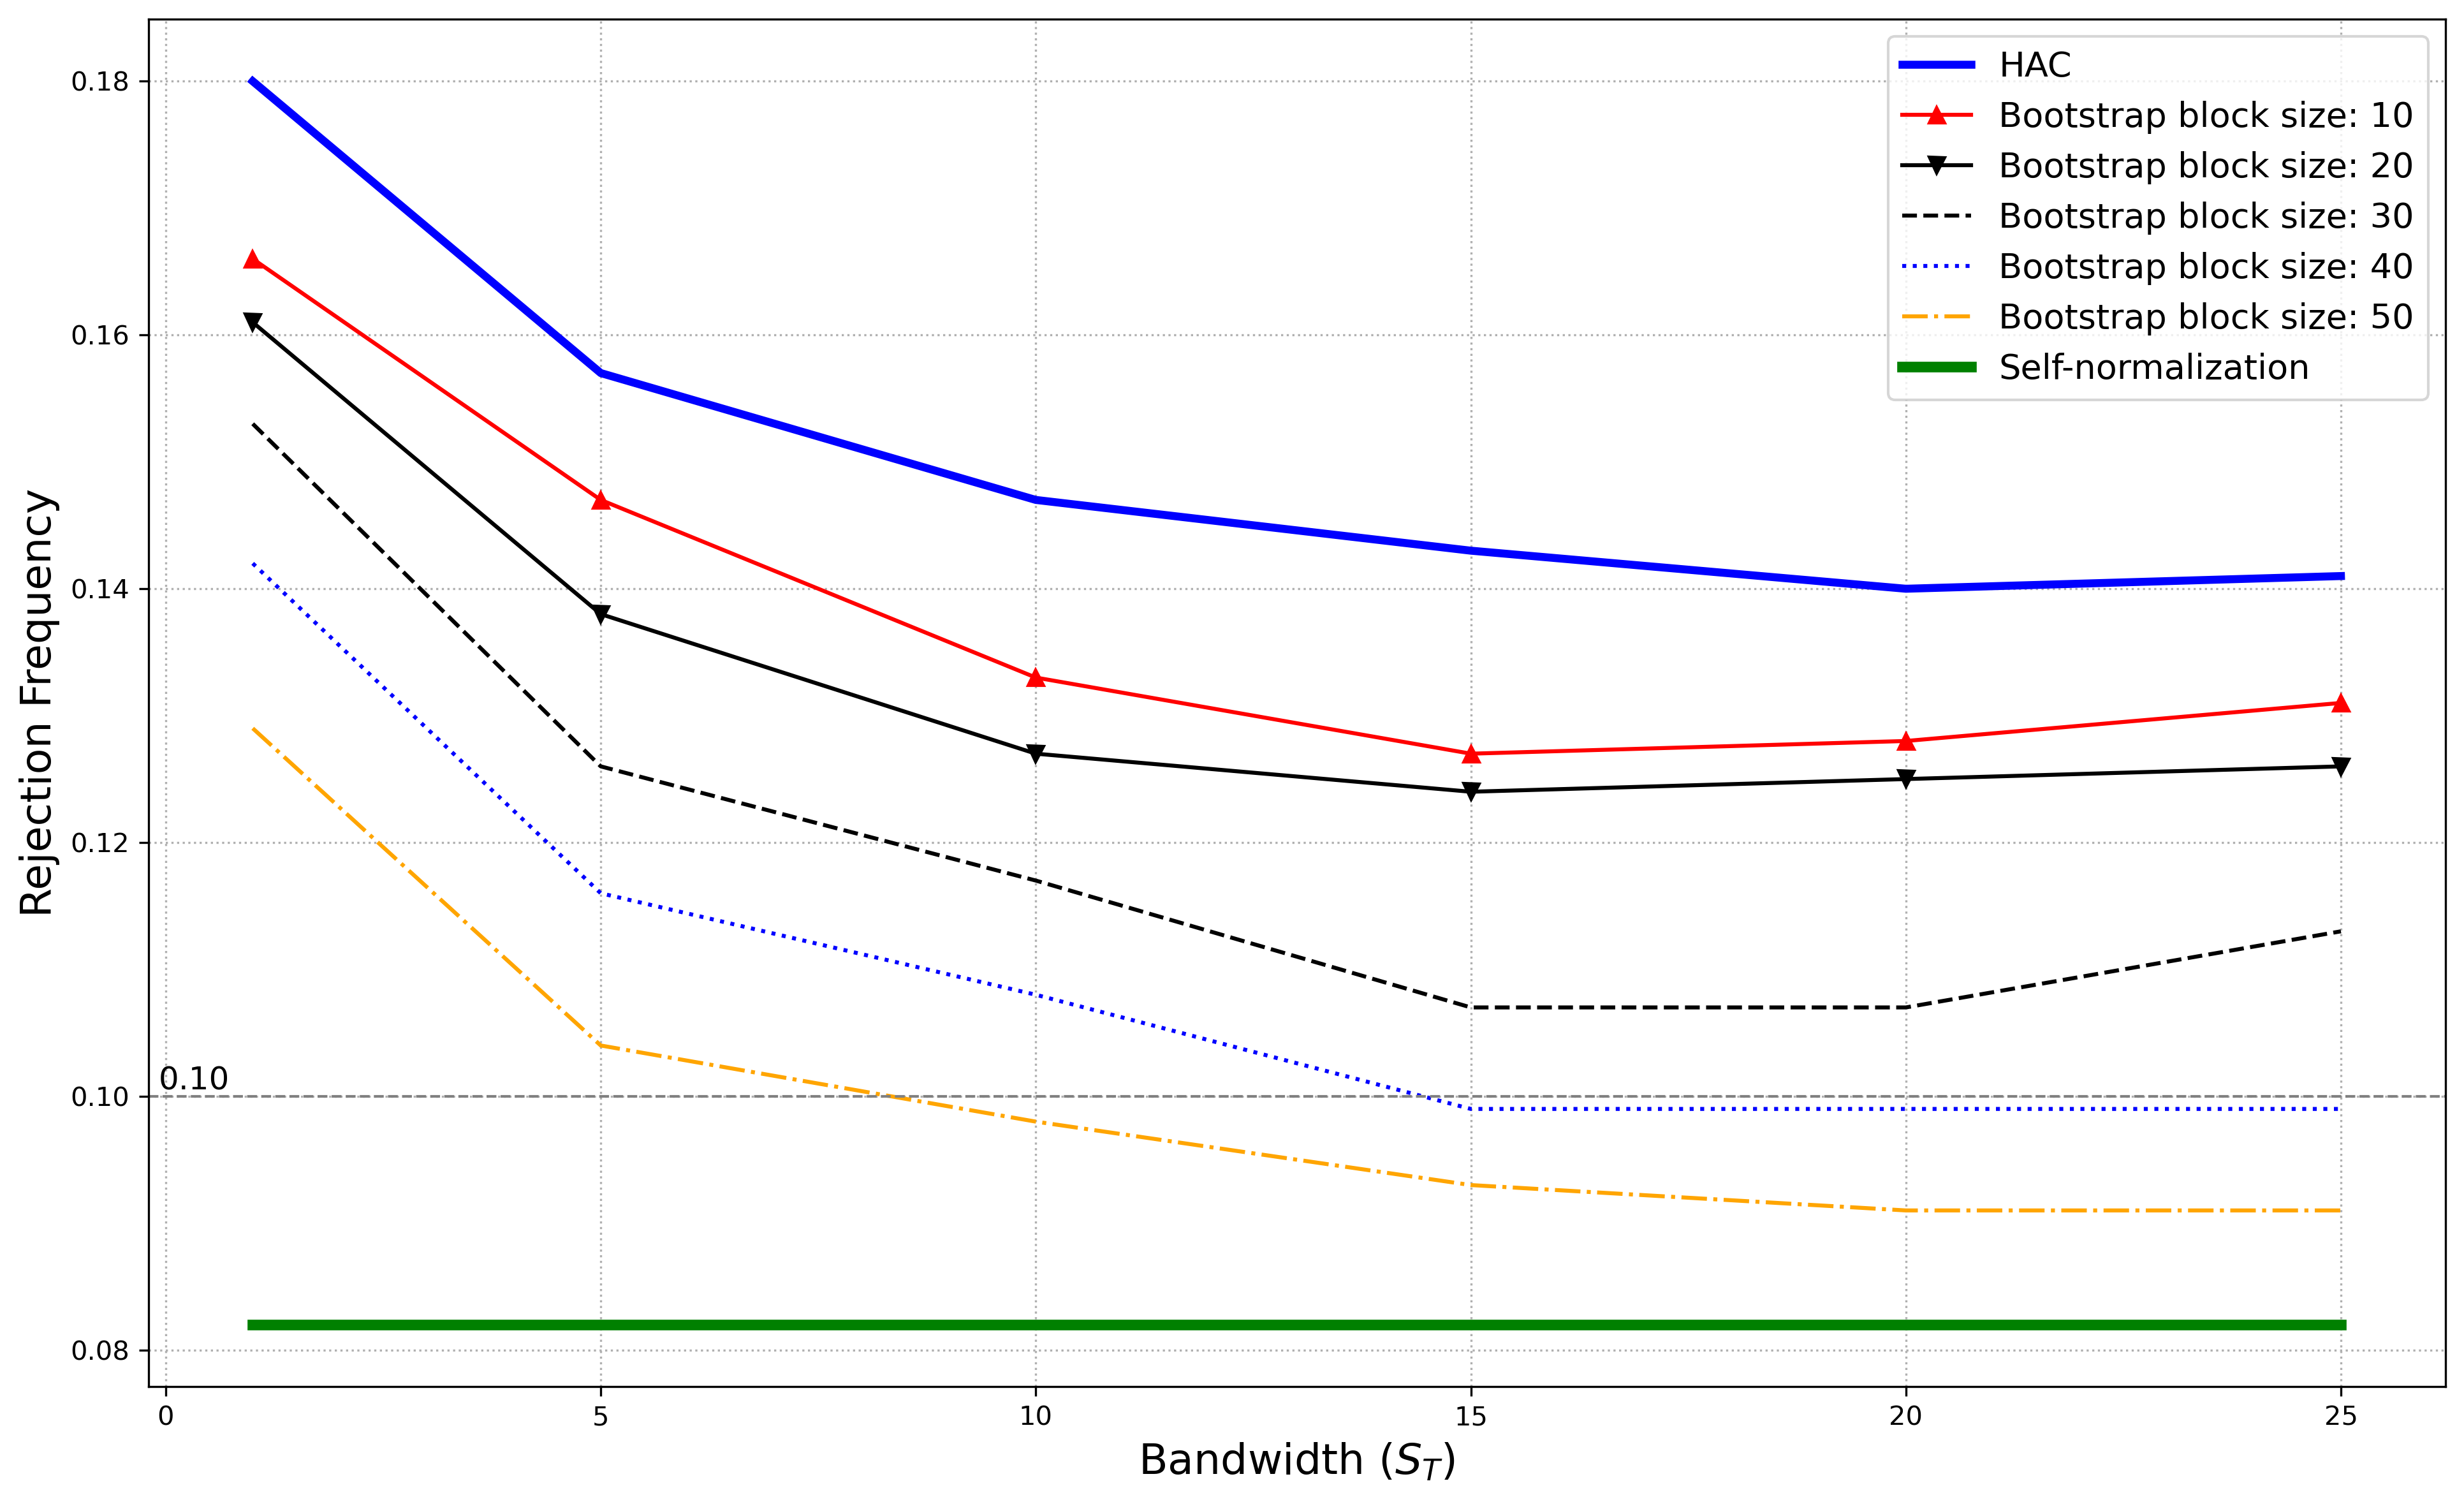 Rejection Frequency
0.18
0.16
0.14
0.12
0.10
0.08
0.10
HAC
Bootstrap block size: 10
Bootstrap block size: 20
Bootstrap block size: 30
Bootstrap block size: 40
Bootstrap block size: 50
Self-normalization
0 5 10 15 20 25
Bandwidth (S_T)